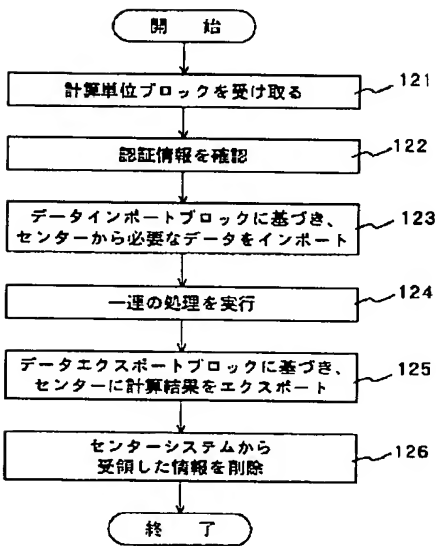 開 始
計算単位ブロックを受け取る
121
認証情報を確認
122
データインポートブロックに基づき、
センターから必要なデータをインポート
123
一連の処理を実行
124
データエクスポートブロックに基づき、
センターに計算結果をエクスポート
125
センターシステムから
受領した情報を削除
126
終 了